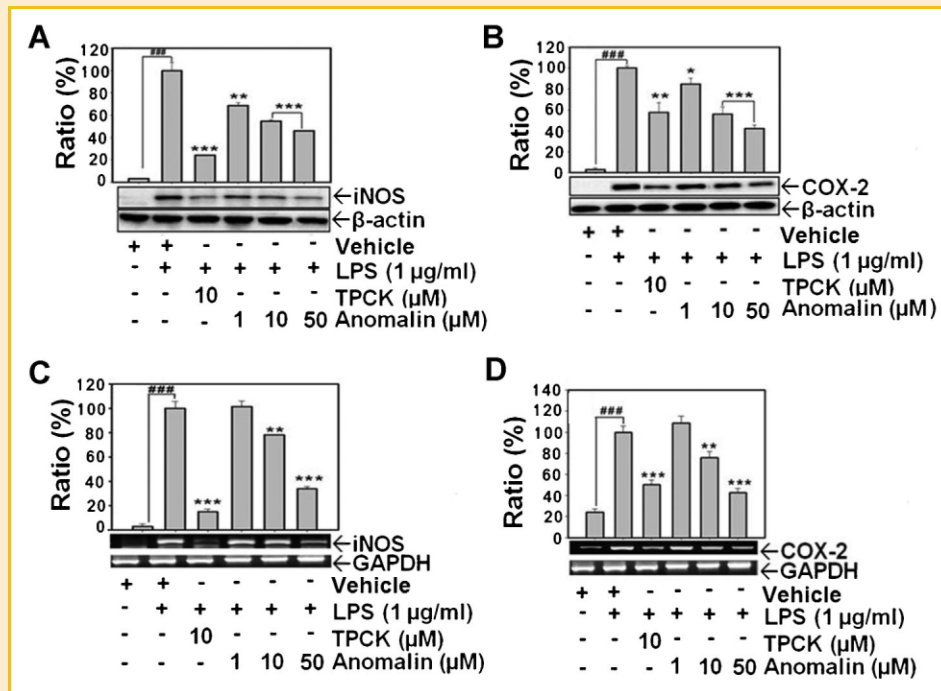 A
Ratio (%)
120
100
80
60
40
20
0
###
***
**
***
←iNOS
←β-actin
+ + - - - - Vehicle
- + + + + + LPS (1 µg/ml)
- - 10 - - - TPCK (µM)
- - - 1 10 50 Anomalin (µM)
B
Ratio (%)
120
100
80
60
40
20
0
###
**
*
***
←COX-2
←β-actin
+ + - - - - Vehicle
- + + + + + LPS (1 µg/ml)
- - 10 - - - TPCK (µM)
- - - 1 10 50 Anomalin (µM)
C
Ratio (%)
120
100
80
60
40
20
0
###
***
**
***
←iNOS
←GAPDH
+ + - - - - Vehicle
- + + + + + LPS (1 µg/ml)
- - 10 - - - TPCK (µM)
- - - 1 10 50 Anomalin (µM)
D
Ratio (%)
140
120
100
80
60
40
20
0
###
***
**
***
←COX-2
←GAPDH
+ + - - - - Vehicle
- + + + + + LPS (1 µg/ml)
- - 10 - - - TPCK (µM)
- - - 1 10 50 Anomalin (µM)